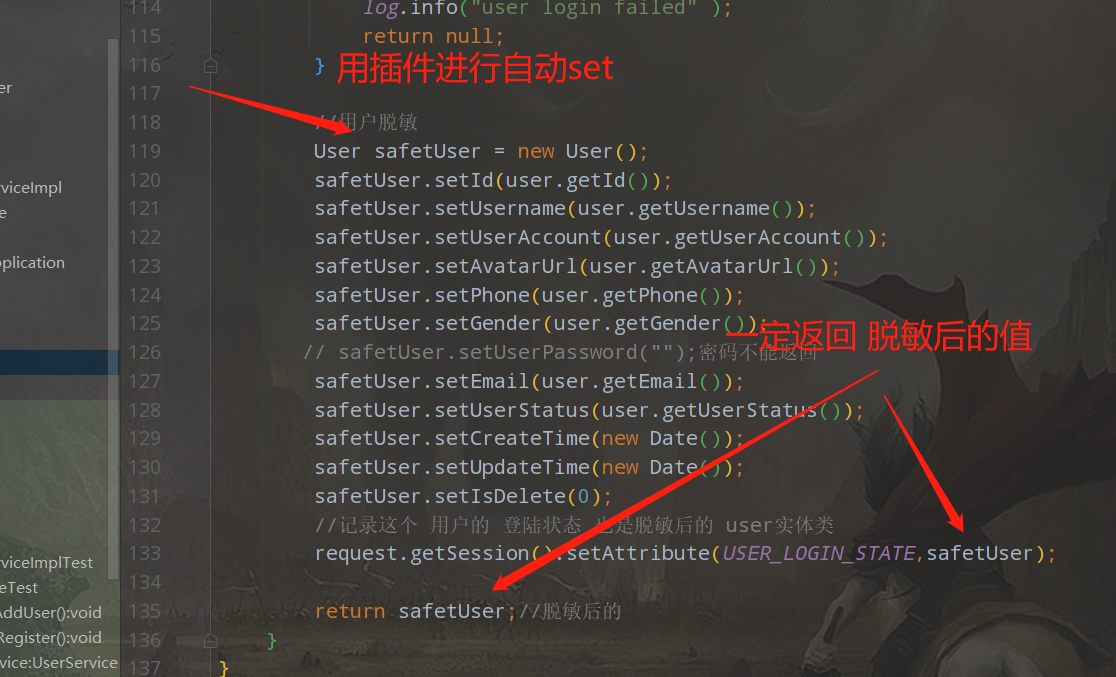 114 log.info("user login failed" );
115 return null;
116 }
用插件进行自动set
117
er
118 //用户脱敏
119 User safetUser = new User();
120 safetUser.setId(user.getId());
rviceImpl
121 safetUser.setUsername(user.getUsername());
e
122 safetUser.setUserAccount(user.getUserAccount());
123 safetUser.setAvatarUrl(user.getAvatarUrl());
pplication
124 safetUser.setPhone(user.getPhone());
125 safetUser.setGender(user.getGender());
一定返回 脱敏后的值
126 // safetUser.setUserPassword("");密码不能返回
127 safetUser.setEmail(user.getEmail());
128 safetUser.setUserStatus(user.getUserStatus());
129 safetUser.setCreateTime(new Date());
130 safetUser.setUpdateTime(new Date());
131 safetUser.setIsDelete(0);
132 //记录这个 用户的 登陆状态 也是脱敏后的 user实体类
133 request.getSession().setAttribute(USER_LOGIN_STATE,safetUser);
rviceImplTest
134
eTest
135 return safetUser;//脱敏后的
AddUser():void
136 }
Register():void
137 }
vice:UserService